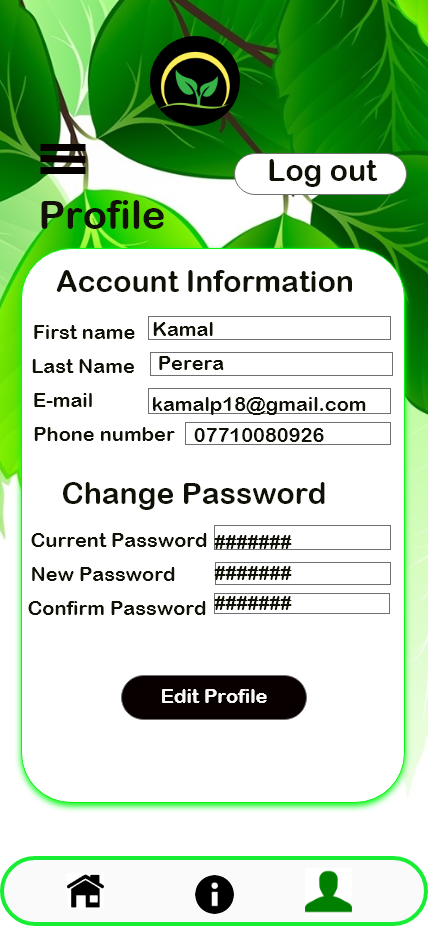 Log out
Profile
Account Information
First name Kamal
Last Name Perera
E-mail kamalp18@gmail.com
Phone number 07710080926
Change Password
Current Password #######
New Password #######
Confirm Password #######
Edit Profile